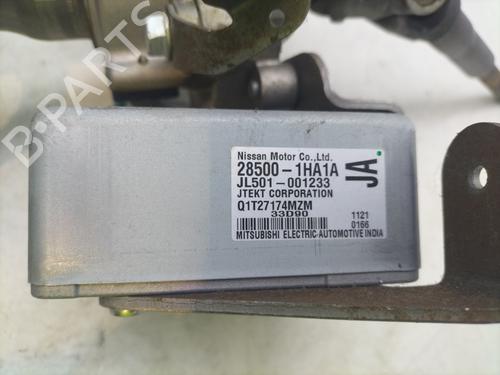 B-PARTS
Nissan Motor Co.,Ltd.
28500-1HA1A
JA
JL501-001233
JTEKT CORPORATION
Q1T27174MZM
33D90
1121
0166
MITSUBISHI ELECTRIC AUTOMOTIVE INDIA